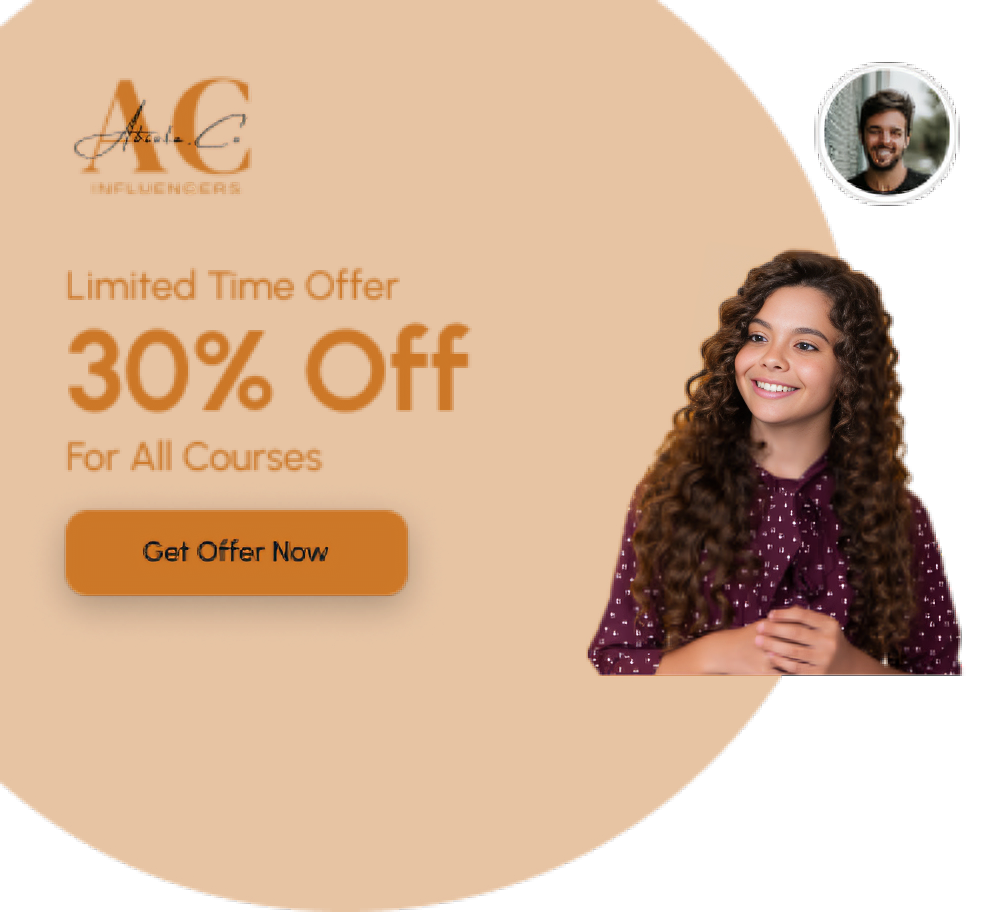 AC
INFLUENCERS
Limited Time Offer
30% Off
For All Courses
Get Offer Now